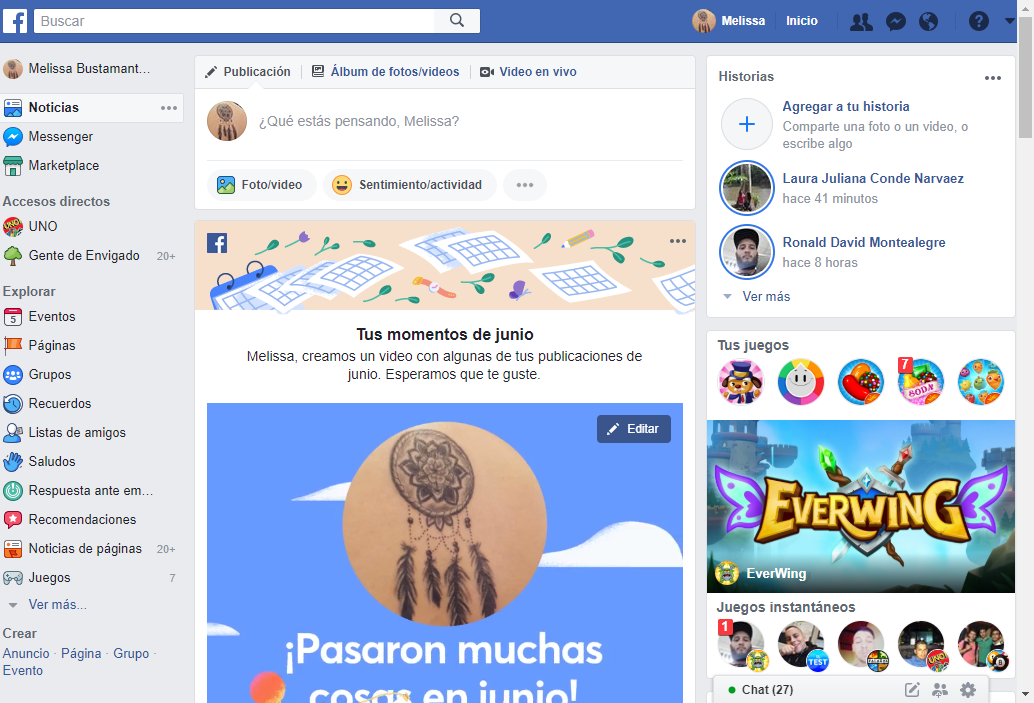 Buscar
Melissa
Inicio
Melissa Bustamant...
Noticias
Messenger
Marketplace
Accesos directos
UNO
Gente de Envigado 20+
Explorar
5
Eventos
Páginas
Grupos
Recuerdos
Listas de amigos
Saludos
Respuesta ante em...
Recomendaciones
Noticias de páginas 20+
Juegos 7
Ver más...
Crear
Anuncio · Página · Grupo ·
Evento
Publicación
Álbum de fotos/videos
Video en vivo
¿Qué estás pensando, Melissa?
Foto/video
Sentimiento/actividad
Tus momentos de junio
Melissa, creamos un video con algunas de tus publicaciones de
junio. Esperamos que te guste.
Editar
¡Pasaron muchas
cosas en junio!
Historias
Agregar a tu historia
Comparte una foto o un video, o
escribe algo
Laura Juliana Conde Narvaez
hace 41 minutos
Ronald David Montealegre
hace 8 horas
Ver más
Tus juegos
7
SODA
EVERWING
EverWing
Juegos instantáneos
1
TEST
UNO
8
Chat (27)